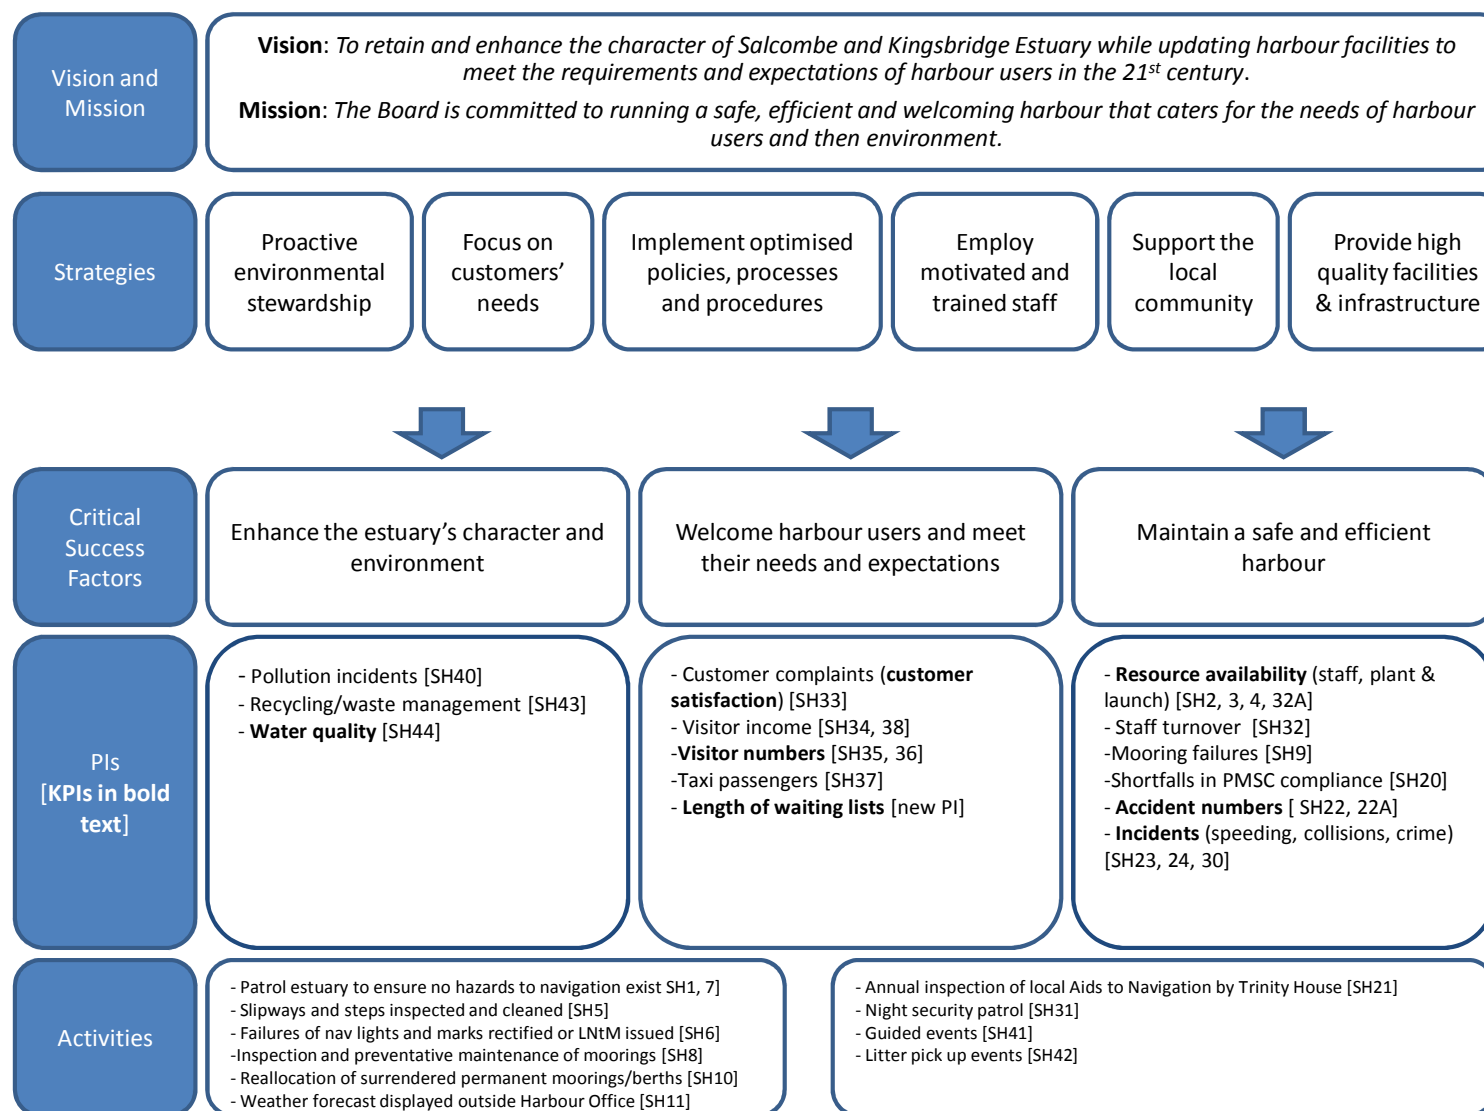 Vision and
Mission
Vision: To retain and enhance the character of Salcombe and Kingsbridge Estuary while updating harbour facilities to
meet the requirements and expectations of harbour users in the 21st century.
Mission: The Board is committed to running a safe, efficient and welcoming harbour that caters for the needs of harbour
users and then environment.
Strategies
Proactive
environmental
stewardship
Focus on
customers’
needs
Implement optimised
policies, processes
and procedures
Employ
motivated and
trained staff
Support the
local
community
Provide high
quality facilities
& infrastructure
Critical
Success
Factors
Enhance the estuary’s character and
environment
Welcome harbour users and meet
their needs and expectations
Maintain a safe and efficient
harbour
PIs
[KPIs in bold
text]
- Pollution incidents [SH40]
- Recycling/waste management [SH43]
- Water quality [SH44]
- Customer complaints (customer
satisfaction) [SH33]
- Visitor income [SH34, 38]
-Visitor numbers [SH35, 36]
-Taxi passengers [SH37]
- Length of waiting lists [new PI]
- Resource availability (staff, plant &
launch) [SH2, 3, 4, 32A]
- Staff turnover [SH32]
-Mooring failures [SH9]
-Shortfalls in PMSC compliance [SH20]
- Accident numbers [ SH22, 22A]
- Incidents (speeding, collisions, crime)
[SH23, 24, 30]
Activities
- Patrol estuary to ensure no hazards to navigation exist SH1, 7]
- Slipways and steps inspected and cleaned [SH5]
- Failures of nav lights and marks rectified or LNtM issued [SH6]
-Inspection and preventative maintenance of moorings [SH8]
- Reallocation of surrendered permanent moorings/berths [SH10]
- Weather forecast displayed outside Harbour Office [SH11]
- Annual inspection of local Aids to Navigation by Trinity House [SH21]
- Night security patrol [SH31]
- Guided events [SH41]
- Litter pick up events [SH42]